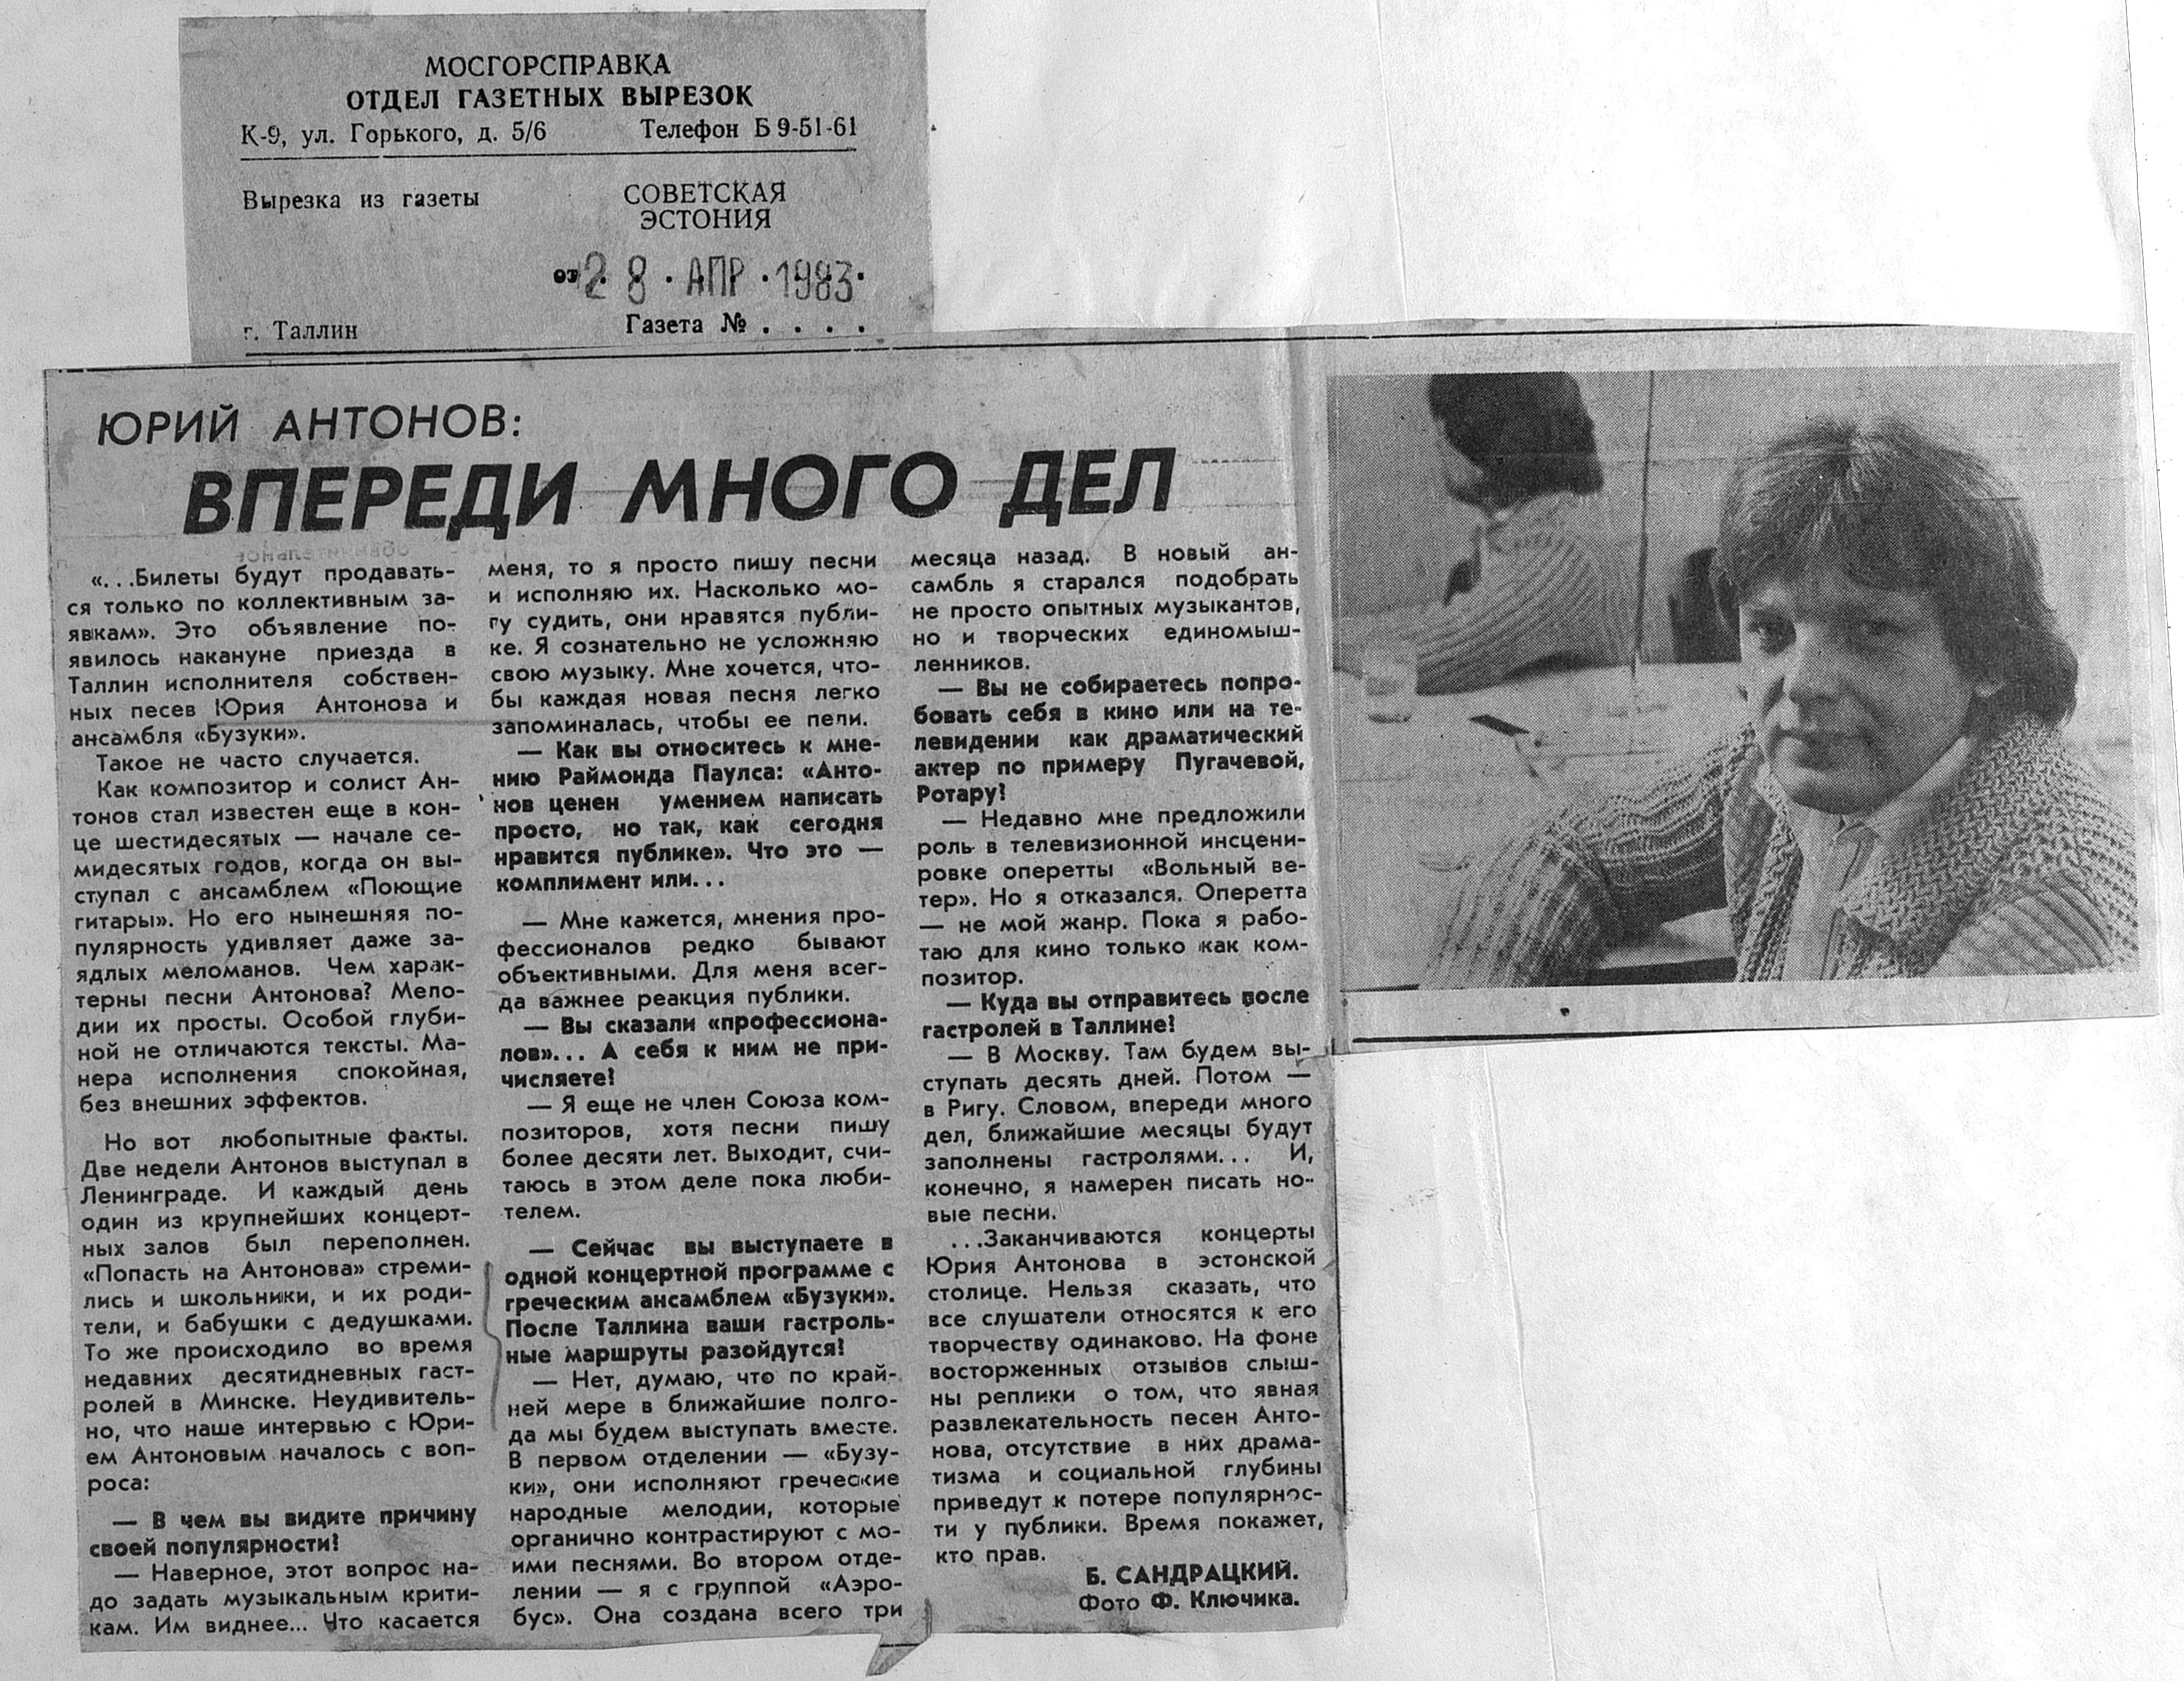 МОСГОРСПРАВКА
ОТДЕЛ ГАЗЕТНЫХ ВЫРЕЗОК
К-9, ул. Горького, д. 5/6 Телефон Б 9-51-61
Вырезка из газеты
СОВЕТСКАЯ
ЭСТОНИЯ
от 28 · АПР · 1983 ·
г. Таллин
Газета № . . . .
ЮРИЙ АНТОНОВ:
ВПЕРЕДИ МНОГО ДЕЛ
«...Билеты будут продавать-
ся только по коллективным за-
явкам». Это объявление по-
явилось накануне приезда в
Таллин исполнителя собствен-
ных песев Юрия Антонова и
ансамбля «Бузуки».
Такое не часто случается.
Как композитор и солист Ан-
тонов стал известен еще в кон-
це шестидесятых — начале се-
мидесятых годов, когда он вы-
ступал с ансамблем «Поющие
гитары». Но его нынешняя по-
пулярность удивляет даже за-
ядлых меломанов. Чем харак-
терны песни Антонова? Мело-
дии их просты. Особой глуби-
ной не отличаются тексты. Ма-
нера исполнения спокойная,
без внешних эффектов.
Но вот любопытные факты.
Две недели Антонов выступал в
Ленинграде. И каждый день
один из крупнейших концерт-
ных залов был переполнен.
«Попасть на Антонова» стреми-
лись и школьники, и их роди-
тели, и бабушки с дедушками.
То же происходило во время
недавних десятидневных гаст-
ролей в Минске. Неудивитель-
но, что наше интервью с Юри-
ем Антоновым началось с воп-
роса:
— В чем вы видите причину
своей популярности?
— Наверное, этот вопрос на-
до задать музыкальным крити-
кам. Им виднее... Что касается
меня, то я просто пишу песни
и исполняю их. Насколько мо-
гу судить, они нравятся публи-
ке. Я сознательно не усложняю
свою музыку. Мне хочется, что-
бы каждая новая песня легко
запоминалась, чтобы ее пели.
— Как вы относитесь к мне-
нию Раймонда Паулса: «Анто-
нов ценен умением написать
просто, но так, как сегодня
нравится публике». Что это —
комплимент или...
— Мне кажется, мнения про-
фессионалов редко бывают
объективными. Для меня всег-
да важнее реакция публики.
— Вы сказали «профессиона-
лов»... А себя к ним не при-
числяете?
— Я еще не член Союза ком-
позиторов, хотя песни пишу
более десяти лет. Выходит, счи-
таюсь в этом деле пока люби-
телем.
— Сейчас вы выступаете в
одной концертной программе с
греческим ансамблем «Бузуки».
После Таллина ваши гастроль-
ные маршруты разойдутся?
— Нет, думаю, что по край-
ней мере в ближайшие полго-
да мы будем выступать вместе.
В первом отделении — «Бузу-
ки», они исполняют греческие
народные мелодии, которые
органично контрастируют с мо-
ими песнями. Во втором отде-
лении — я с группой «Аэро-
бус». Она создана всего три
месяца назад. В новый ан-
самбль я старался подобрать
не просто опытных музыкантов,
но и творческих единомыш-
ленников.
— Вы не собираетесь попро-
бовать себя в кино или на те-
левидении как драматический
актер по примеру Пугачевой,
Ротару?
— Недавно мне предложили
роль в телевизионной инсцени-
ровке оперетты «Вольный ве-
тер». Но я отказался. Оперетта
— не мой жанр. Пока я рабо-
таю для кино только как ком-
позитор.
— Куда вы отправитесь после
гастролей в Таллине?
— В Москву. Там будем вы-
ступать десять дней. Потом —
в Ригу. Словом, впереди много
дел, ближайшие месяцы будут
заполнены гастролями... И,
конечно, я намерен писать но-
вые песни.
...Заканчиваются концерты
Юрия Антонова в эстонской
столице. Нельзя сказать, что
все слушатели относятся к его
творчеству одинаково. На фоне
восторженных отзывов слыш-
ны реплики о том, что явная
развлекательность песен Анто-
нова, отсутствие в них драма-
тизма и социальной глубины
приведут к потере популярнос-
ти у публики. Время покажет,
кто прав.
Б. САНДРАЦКИЙ.
Фото Ф. Ключика.